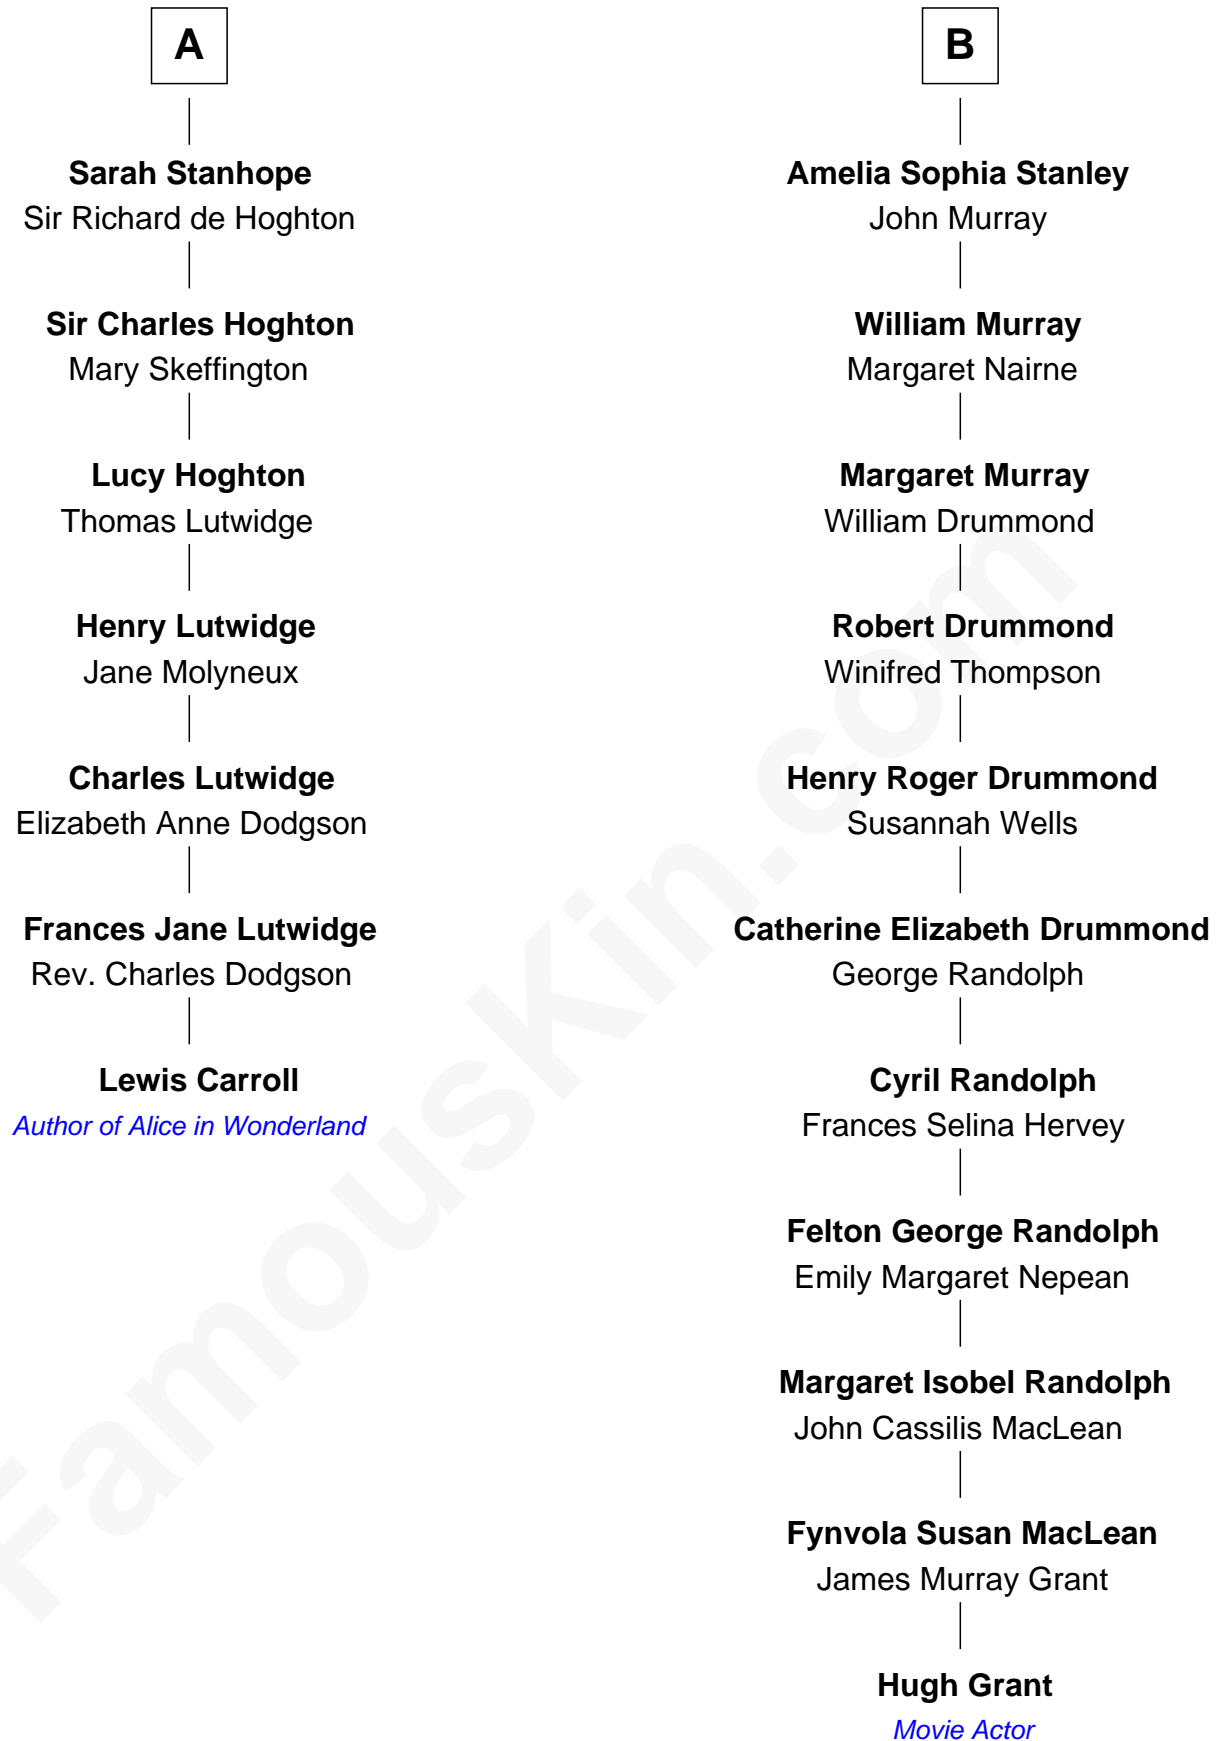 A
Sarah Stanhope
Sir Richard de Hoghton
Sir Charles Hoghton
Mary Skeffington
Lucy Hoghton
Thomas Lutwidge
Henry Lutwidge
Jane Molyneux
Charles Lutwidge
Elizabeth Anne Dodgson
Frances Jane Lutwidge
Rev. Charles Dodgson
Lewis Carroll
Author of Alice in Wonderland
B
Amelia Sophia Stanley
John Murray
William Murray
Margaret Nairne
Margaret Murray
William Drummond
Robert Drummond
Winifred Thompson
Henry Roger Drummond
Susannah Wells
Catherine Elizabeth Drummond
George Randolph
Cyril Randolph
Frances Selina Hervey
Felton George Randolph
Emily Margaret Nepean
Margaret Isobel Randolph
John Cassilis MacLean
Fynvola Susan MacLean
James Murray Grant
Hugh Grant
Movie Actor
FamousKin.com